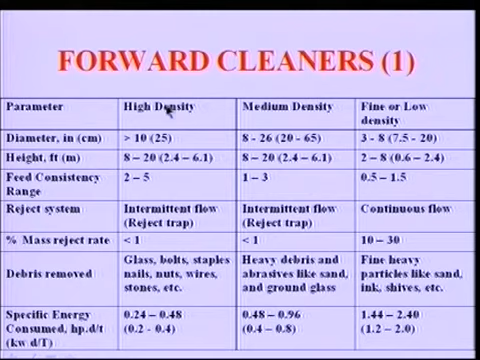 FORWARD CLEANERS (1)
Parameter High Density Medium Density Fine or Low
density
Diameter, in (cm) > 10 (25) 8 - 26 (20 - 65) 3 - 8 (7.5 - 20)
Height, ft (m) 8 – 20 (2.4 – 6.1) 8 – 20 (2.4 – 6.1) 2 – 8 (0.6 – 2.4)
Feed Consistency 2 – 5 1 – 3 0.5 – 1.5
Range
Reject system Intermittent flow Intermittent flow Continuous flow
(Reject trap) (Reject trap)
% Mass reject rate < 1 < 1 10 – 30
Debris removed Glass, bolts, staples Heavy debris and Fine heavy
nails, nuts, wires, abrasives like sand, particles like sand,
stones, etc. and ground glass ink, shives, etc.
Specific Energy 0.24 – 0.48 0.48 – 0.96 1.44 – 2.40
Consumed, hp.d/t (0.2 - 0.4) (0.4 – 0.8) (1.2 – 2.0)
(kw d/T)